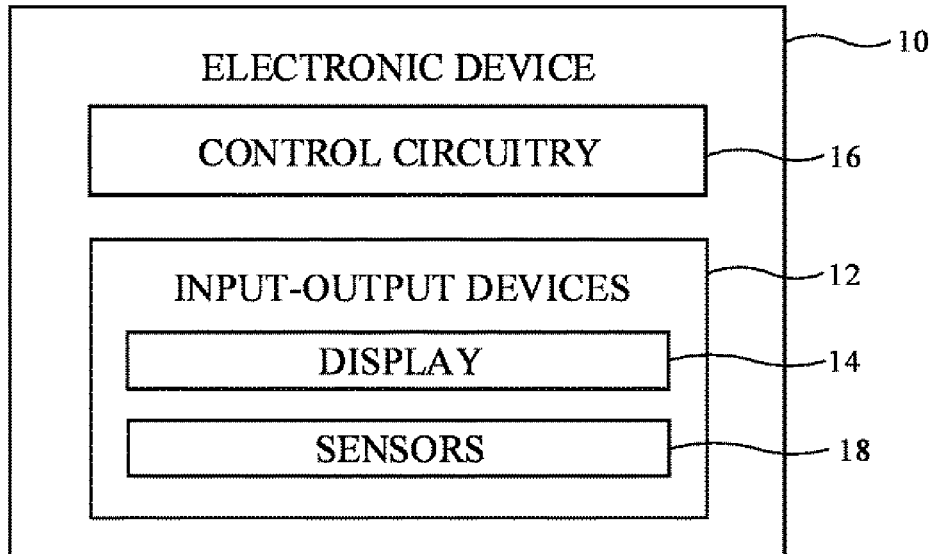 ELECTRONIC DEVICE
10
CONTROL CIRCUITRY
16
INPUT-OUTPUT DEVICES
12
DISPLAY
14
SENSORS
18